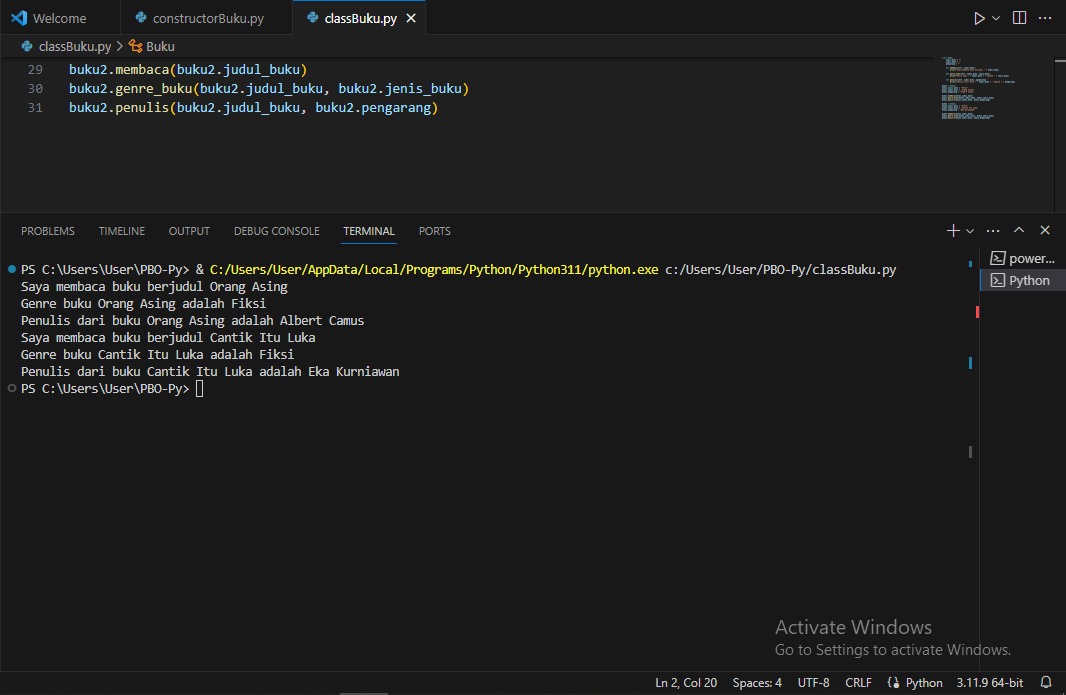 Welcome
constructorBuku.py
classBuku.py
classBuku.py > Buku
29 buku2.membaca(buku2.judul_buku)
30 buku2.genre_buku(buku2.judul_buku, buku2.jenis_buku)
31 buku2.penulis(buku2.judul_buku, buku2.pengarang)
PROBLEMS TIMELINE OUTPUT DEBUG CONSOLE TERMINAL PORTS
PS C:\Users\User\PBO-Py> & C:/Users/User/AppData/Local/Programs/Python/Python311/python.exe c:/Users/User/PBO-Py/classBuku.py
Saya membaca buku berjudul Orang Asing
Genre buku Orang Asing adalah Fiksi
Penulis dari buku Orang Asing adalah Albert Camus
Saya membaca buku berjudul Cantik Itu Luka
Genre buku Cantik Itu Luka adalah Fiksi
Penulis dari buku Cantik Itu Luka adalah Eka Kurniawan
PS C:\Users\User\PBO-Py>
power...
Python
Activate Windows
Go to Settings to activate Windows.
Ln 2, Col 20 Spaces: 4 UTF-8 CRLF Python 3.11.9 64-bit